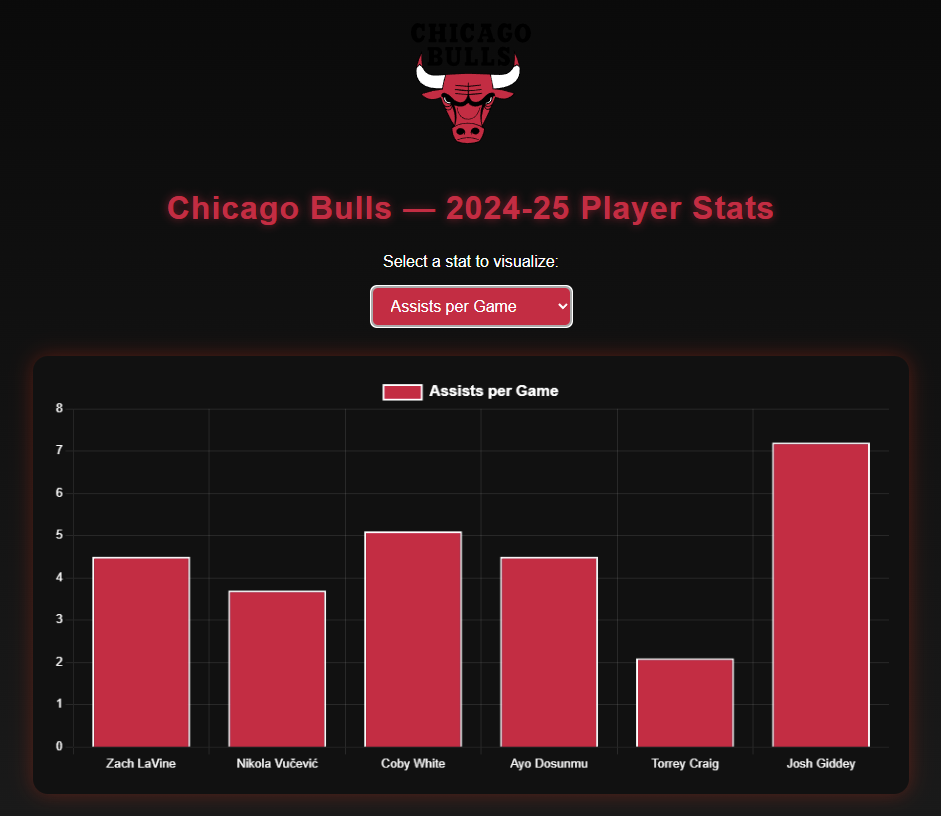 CHICAGO
BULLS
Chicago Bulls — 2024-25 Player Stats
Select a stat to visualize:
Assists per Game
Assists per Game
8
7
6
5
4
3
2
1
0
Zach LaVine Nikola Vučević Coby White Ayo Dosunmu Torrey Craig Josh Giddey